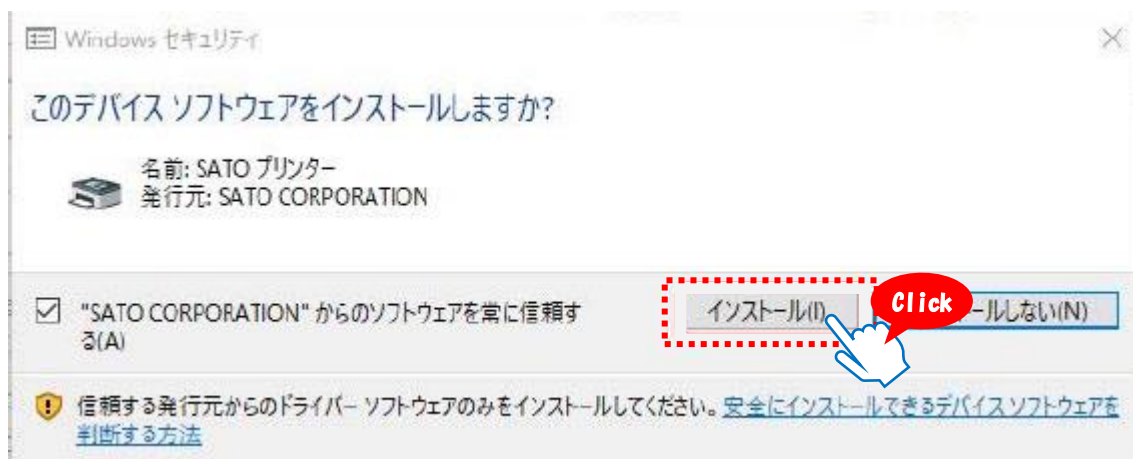 Windows セキュリティ
このデバイス ソフトウェアをインストールしますか?
名前: SATO プリンター
発行元: SATO CORPORATION
"SATO CORPORATION" からのソフトウェアを常に信頼す
る(A)
インストール(I)
Click
ールしない(N)
信頼する発行元からのドライバー ソフトウェアのみをインストールしてください。安全にインストールできるデバイス ソフトウェアを
判断する方法